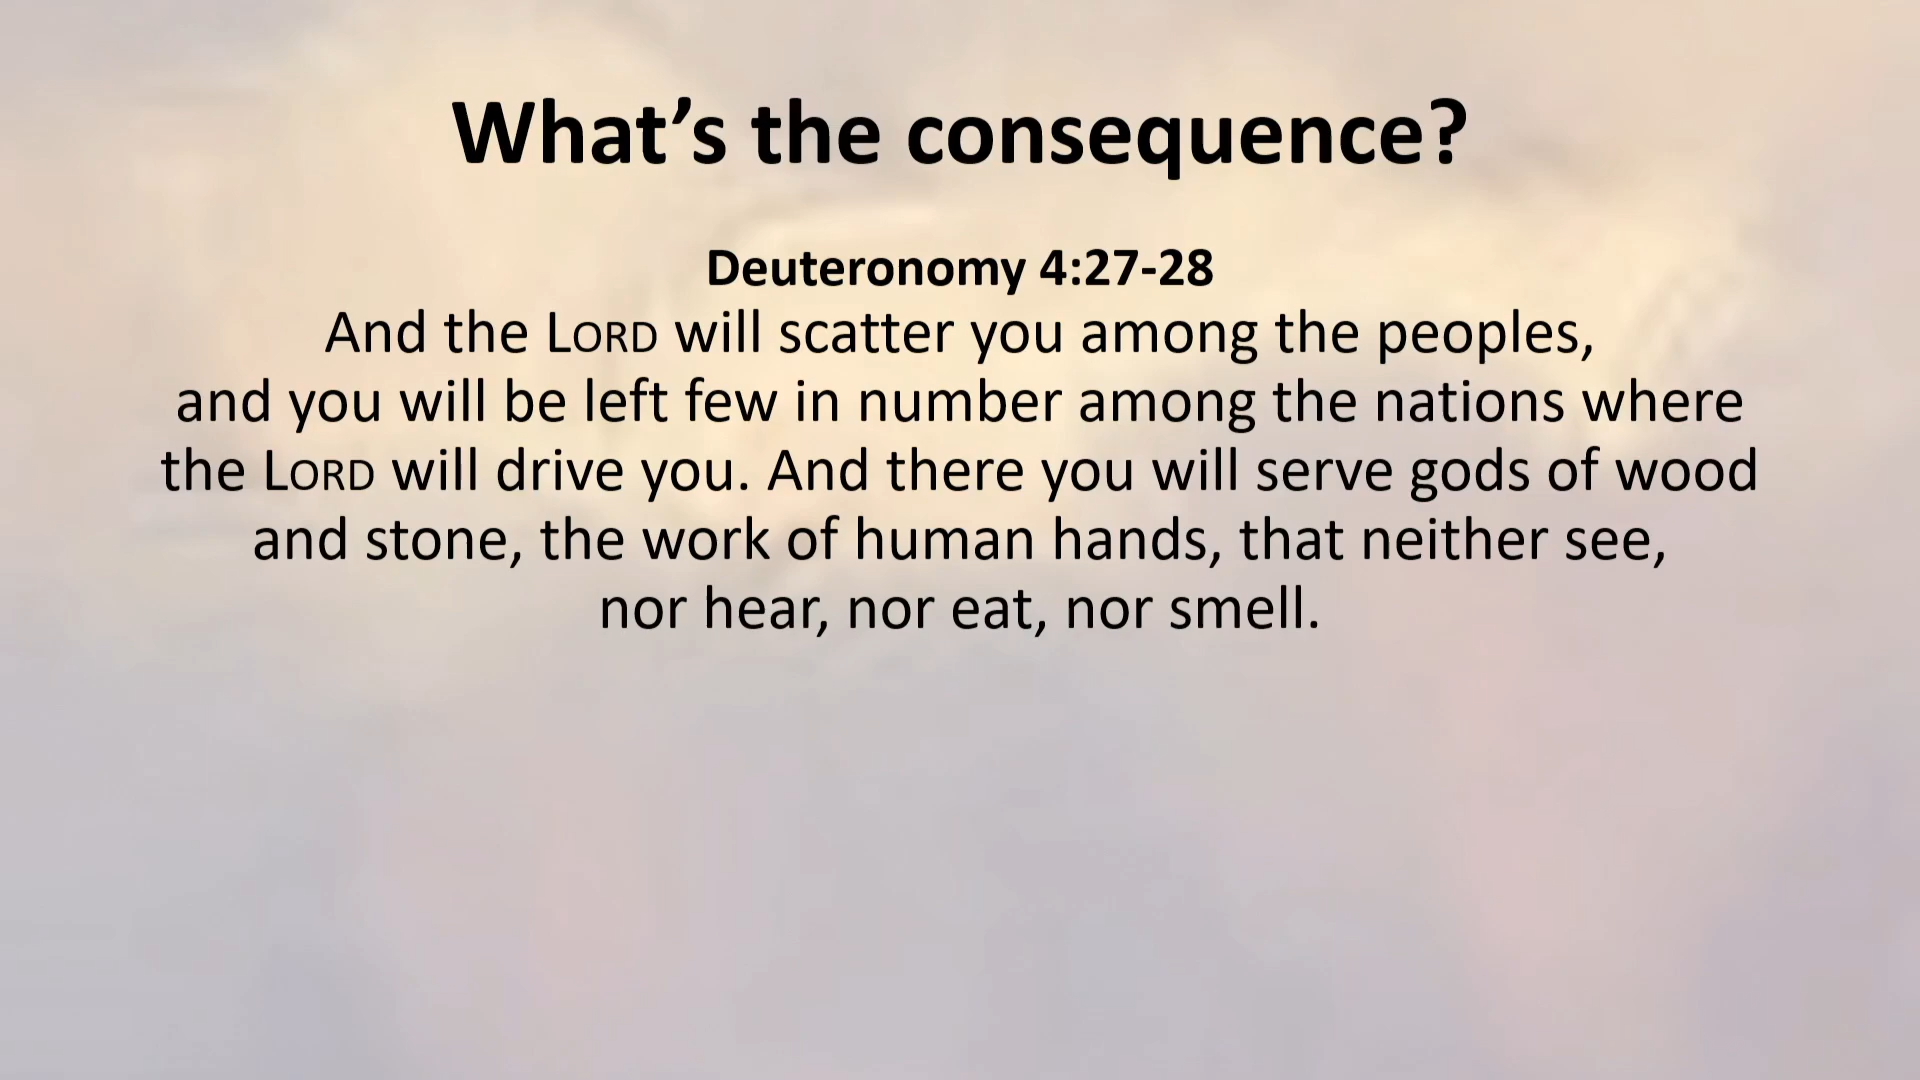 What’s the consequence?
Deuteronomy 4:27-28
And the LORD will scatter you among the peoples,
and you will be left few in number among the nations where
the LORD will drive you. And there you will serve gods of wood
and stone, the work of human hands, that neither see,
nor hear, nor eat, nor smell.